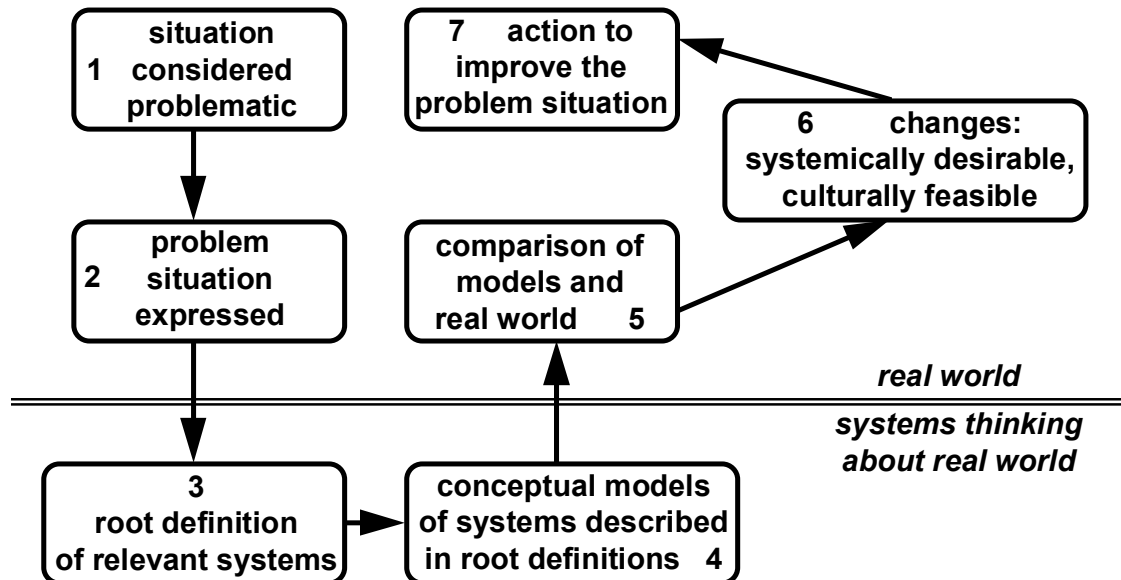 situation
1 considered
problematic
problem
2 situation
expressed
3
root definition
of relevant systems
conceptual models
of systems described
in root definitions 4
comparison of
models and
real world 5
6 changes:
systemically desirable,
culturally feasible
7 action to
improve the
problem situation
real world
systems thinking
about real world